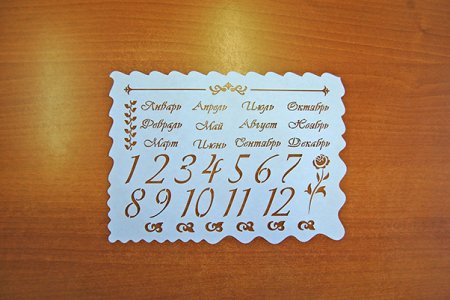 Январь Апрель Июль Октябрь
Февраль Май Август Ноябрь
Март Июнь Сентябрь Декабрь
1 2 3 4 5 6 7
8 9 10 11 12